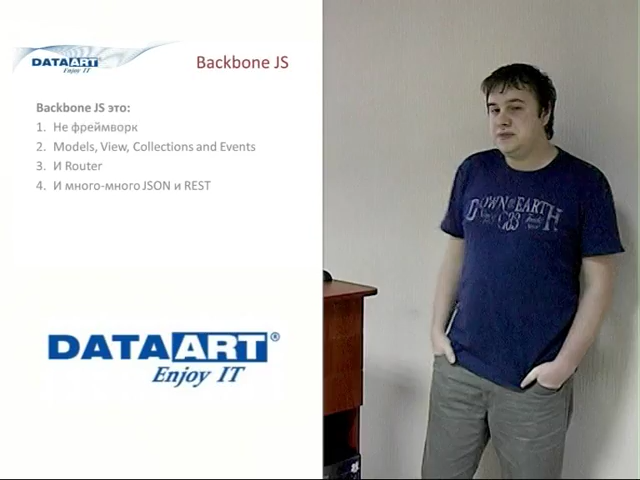 DATAART
Enjoy IT
Backbone JS
Backbone JS это:
1. Не фреймворк
2. Models, View, Collections and Events
3. И Router
4. И много-много JSON и REST
DATAART®
Enjoy IT
DOWN EARTH